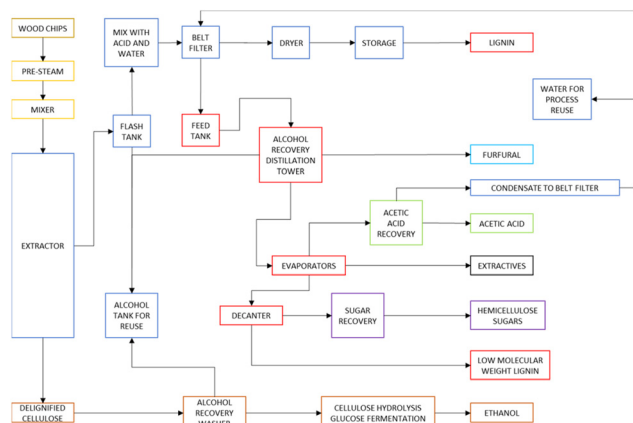 WOOD CHIPS
PRE-STEAM
MIXER
EXTRACTOR
DELIGNIFIED
CELLULOSE
MIX WITH
ACID AND
WATER
FLASH
TANK
ALCOHOL
TANK FOR
REUSE
BELT
FILTER
FEED
TANK
DRYER
STORAGE
LIGNIN
WATER FOR
PROCESS
REUSE
ALCOHOL
RECOVERY
DISTILLATION
TOWER
FURFURAL
CONDENSATE TO BELT FILTER
ACETIC
ACID
RECOVERY
ACETIC ACID
EVAPORATORS
EXTRACTIVES
DECANTER
SUGAR
RECOVERY
HEMICELLULOSE
SUGARS
LOW MOLECULAR
WEIGHT LIGNIN
ALCOHOL
RECOVERY
WASHER
CELLULOSE HYDROLYSIS
GLUCOSE FERMENTATION
ETHANOL